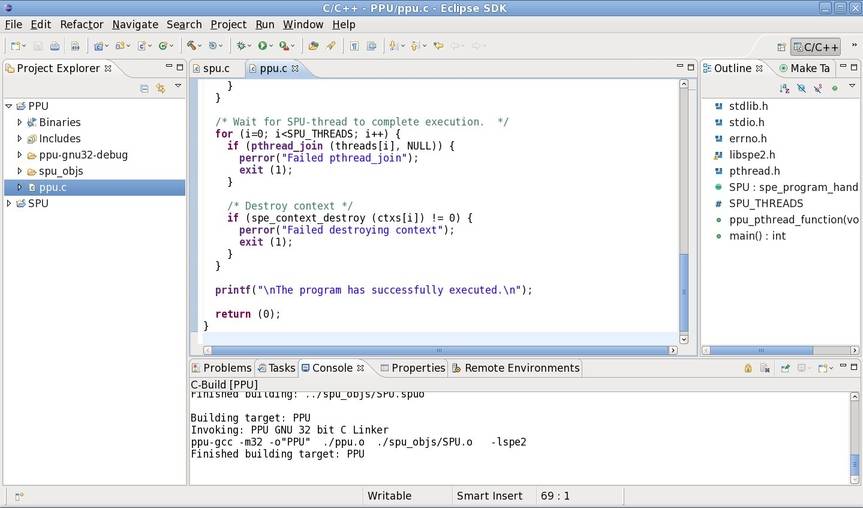 C/C++ - PPU/ppu.c - Eclipse SDK
File Edit Refactor Navigate Search Project Run Window Help
C/C++
Project Explorer
PPU
Binaries
Includes
ppu-gnu32-debug
spu_objs
ppu.c
SPU
spu.c ppu.c
}
}
/* Wait for SPU-thread to complete execution.  */
for (i=0; i<SPU_THREADS; i++) {
if (pthread_join (threads[i], NULL)) {
perror("Failed pthread_join");
exit (1);
}
/* Destroy context */
if (spe_context_destroy (ctxs[i]) != 0) {
perror("Failed destroying context");
exit (1);
}
}
printf("\nThe program has successfully executed.\n");
return (0);
}
Outline Make Ta
stdlib.h
stdio.h
errno.h
libspe2.h
pthread.h
SPU : spe_program_hand
SPU_THREADS
ppu_pthread_function(vo
main() : int
Problems Tasks Console Properties Remote Environments
C-Build [PPU]
Finished building: ../spu_objs/SPU.spuo
Building target: PPU
Invoking: PPU GNU 32 bit C Linker
ppu-gcc -m32 -o"PPU"  ./ppu.o  ./spu_objs/SPU.o   -lspe2
Finished building target: PPU
Writable Smart Insert 69 : 1